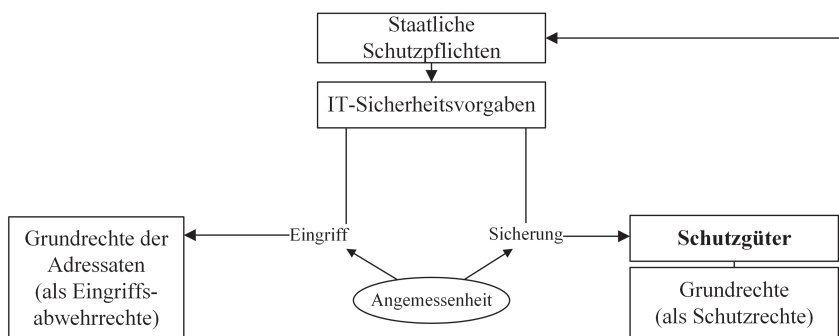 Staatliche
Schutzpflichten
IT-Sicherheitsvorgaben
Eingriff
Sicherung
Grundrechte der
Adressaten
(als Eingriffs-
abwehrrechte)
Angemessenheit
Schutzgüter
Grundrechte
(als Schutzrechte)